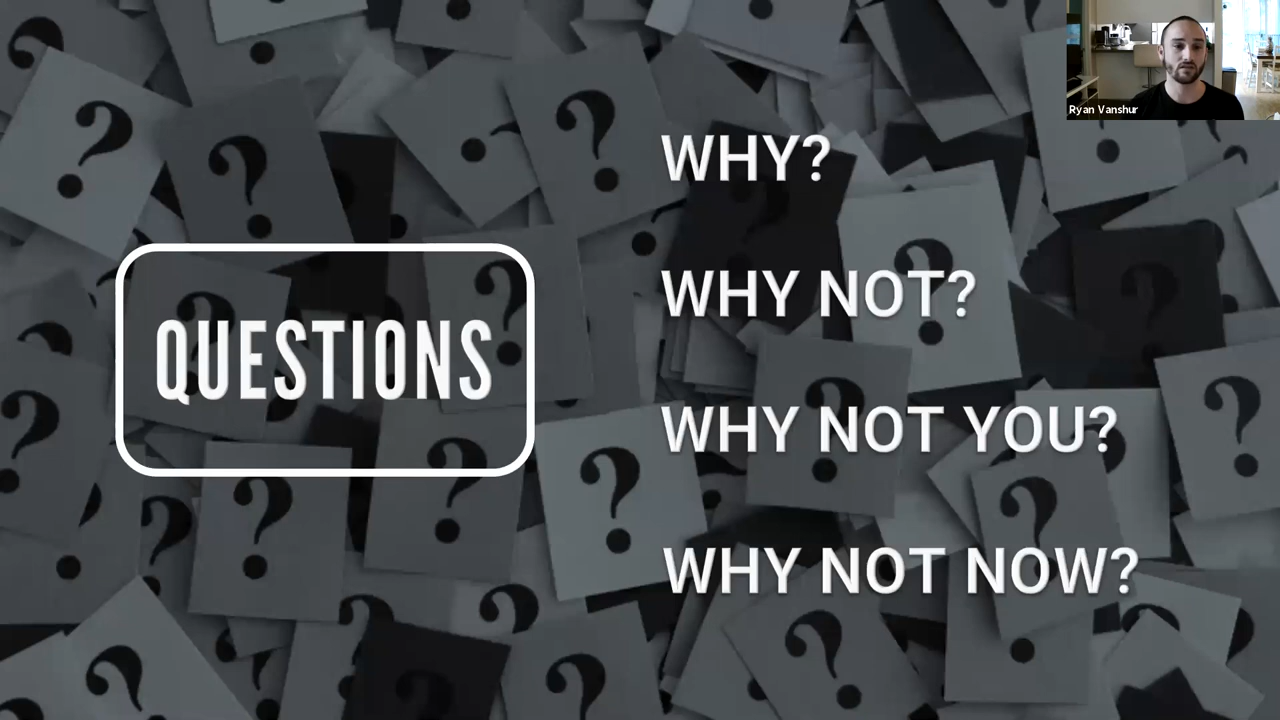 Ryan Vanshur
WHY?
WHY NOT?
QUESTIONS
WHY NOT YOU?
WHY NOT NOW?